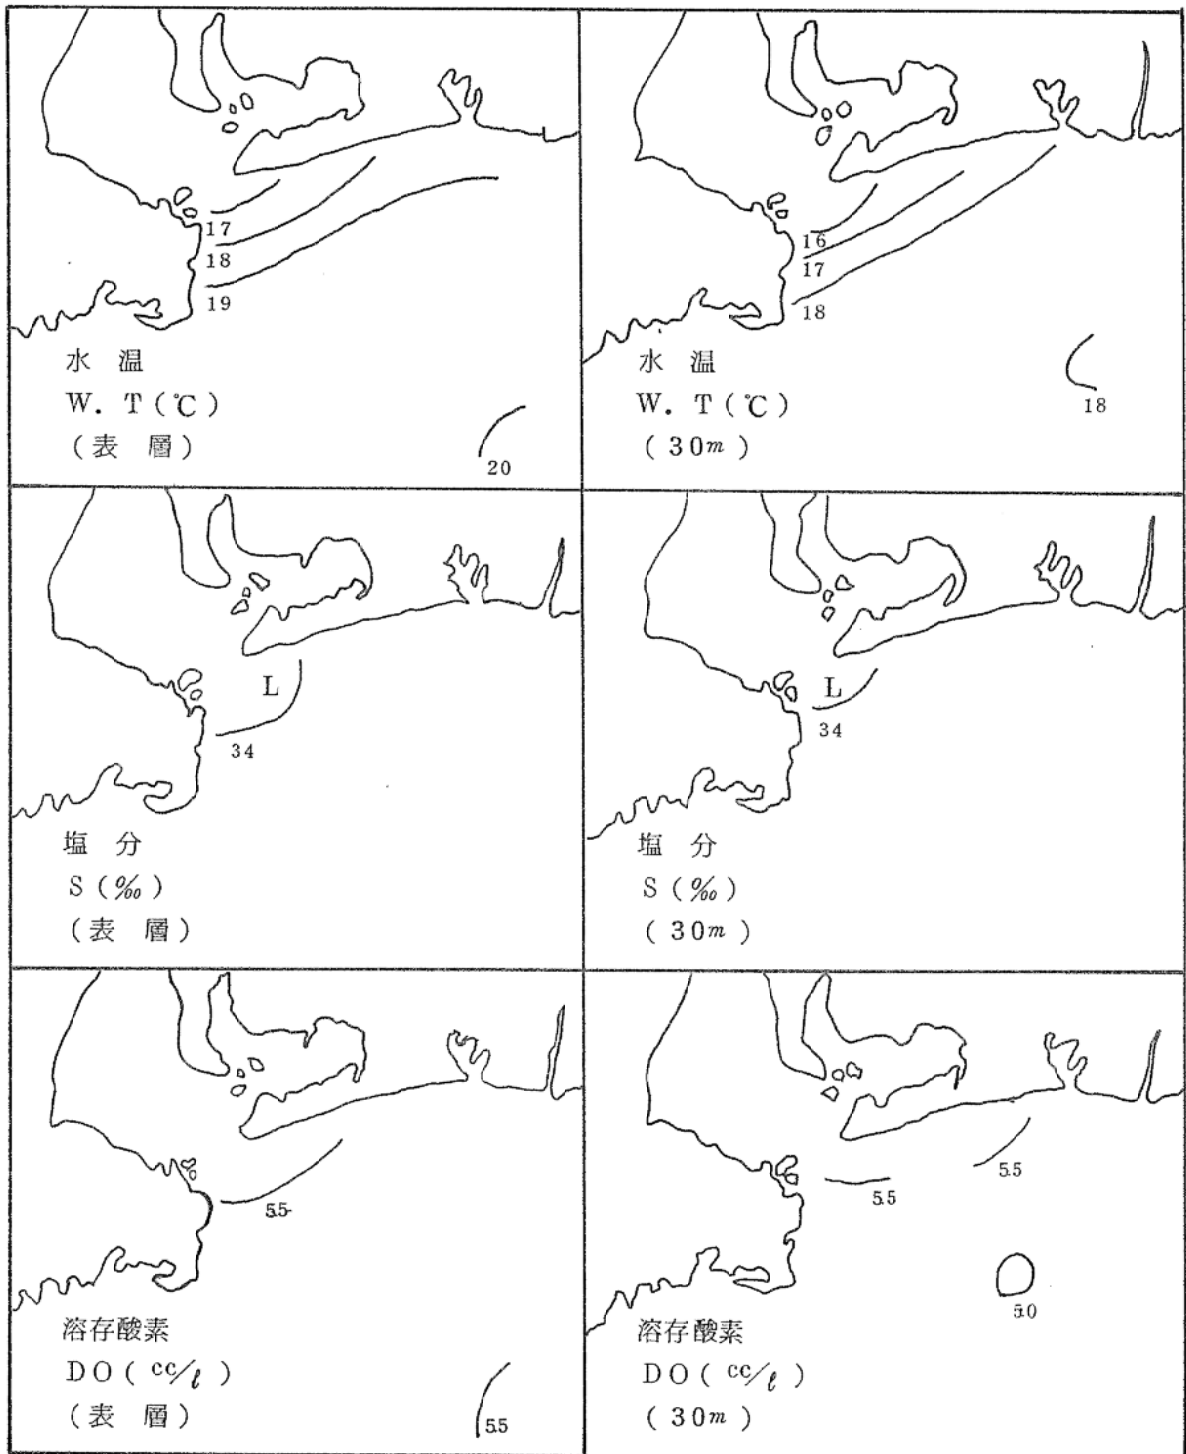 17
18
19
水 温
W. T (℃)
(表 層)
20
16
17
18
水 温
W. T (℃)
(30m)
18
L
34
塩 分
S (‰)
(表 層)
L
34
塩 分
S (‰)
(30m)
5.5
溶存酸素
DO ( cc/ℓ )
(表 層)
5.5
5.5
5.5
5.0
溶存酸素
DO ( cc/ℓ )
(30m)